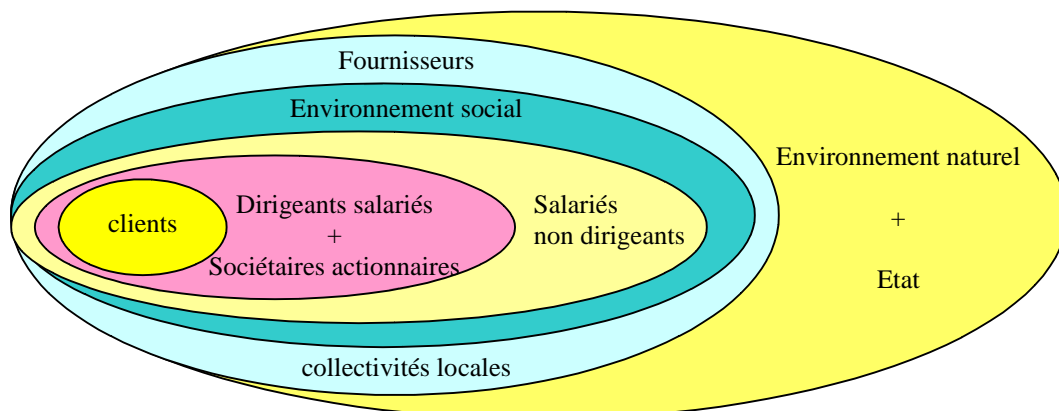 Fournisseurs
Environnement social
Environnement naturel
+
Etat
clients
Dirigeants salariés
+
Sociétaires actionnaires
Salariés
non dirigeants
collectivités locales